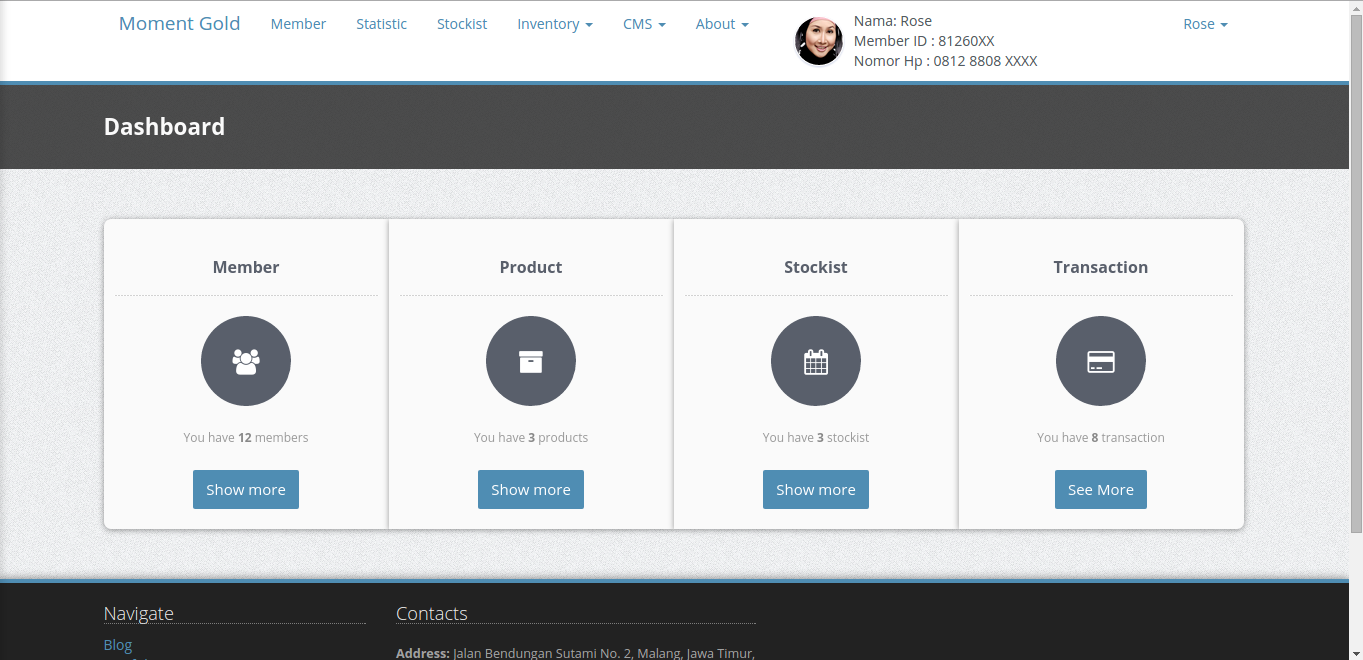 Moment Gold Member Statistic Stockist Inventory CMS About Rose
Nama: Rose
Member ID : 81260XX
Nomor Hp : 0812 8808 XXXX
Dashboard
Member Product Stockist Transaction
You have 12 members You have 3 products You have 3 stockist You have 8 transaction
Show more Show more Show more See More
Navigate Contacts
Blog
Address: Jalan Bendungan Sutami No. 2, Malang, Jawa Timur,